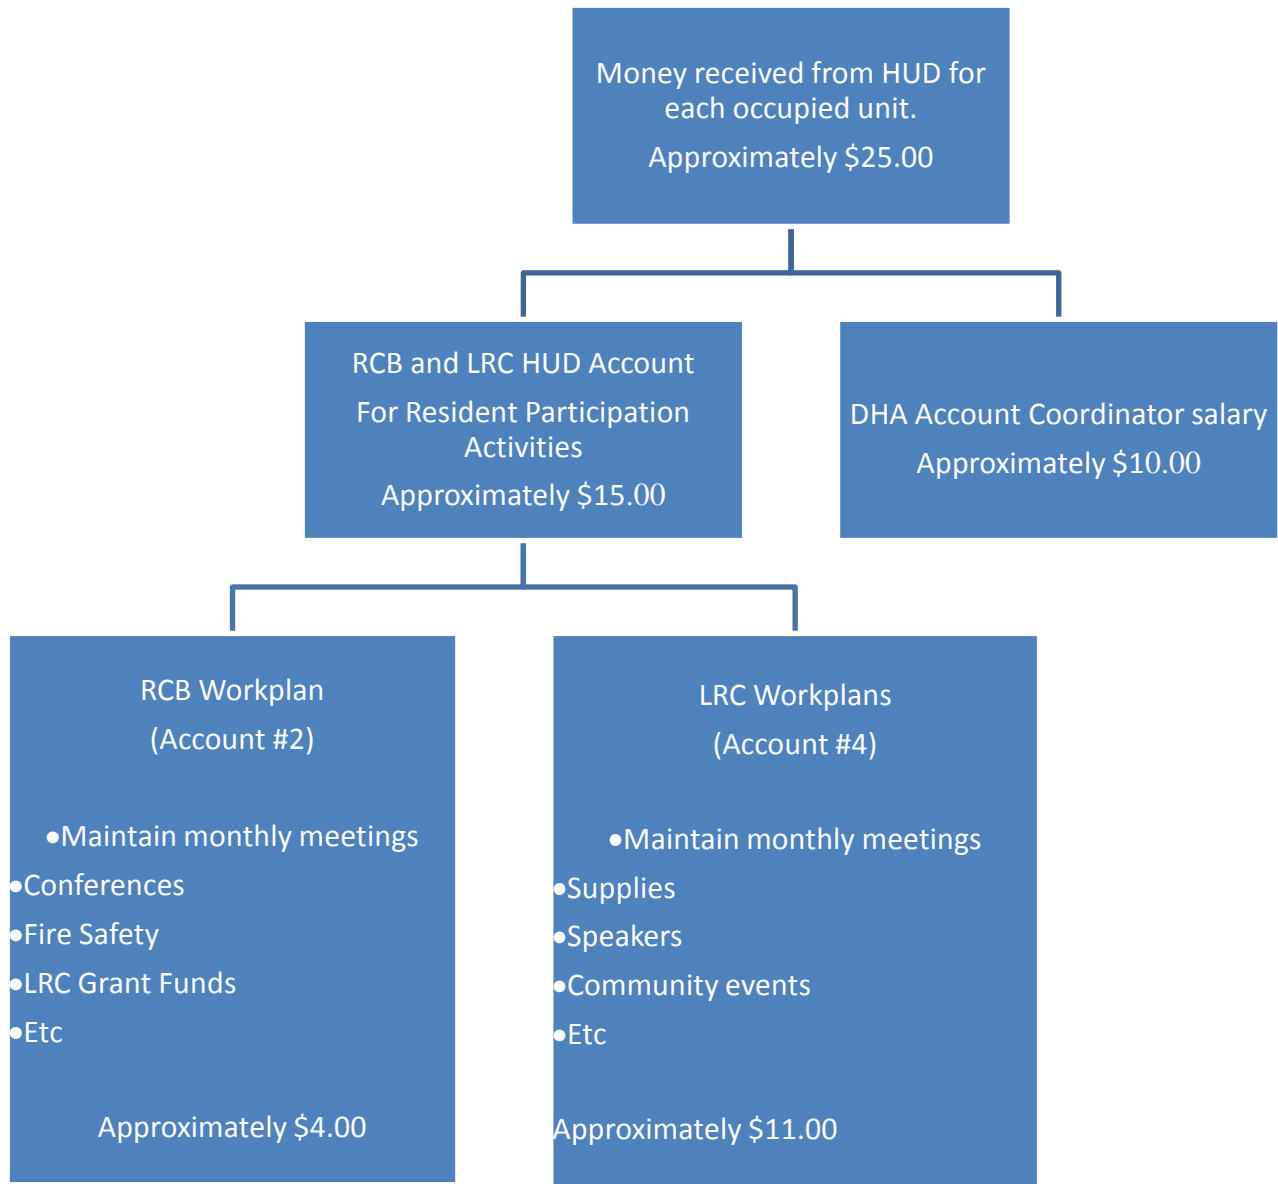 Money received from HUD for
each occupied unit.
Approximately $25.00
RCB and LRC HUD Account
For Resident Participation
Activities
Approximately $15.00
DHA Account Coordinator salary
Approximately $10.00
RCB Workplan
(Account #2)
•Maintain monthly meetings
•Conferences
•Fire Safety
•LRC Grant Funds
•Etc
Approximately $4.00
LRC Workplans
(Account #4)
•Maintain monthly meetings
•Supplies
•Speakers
•Community events
•Etc
Approximately $11.00